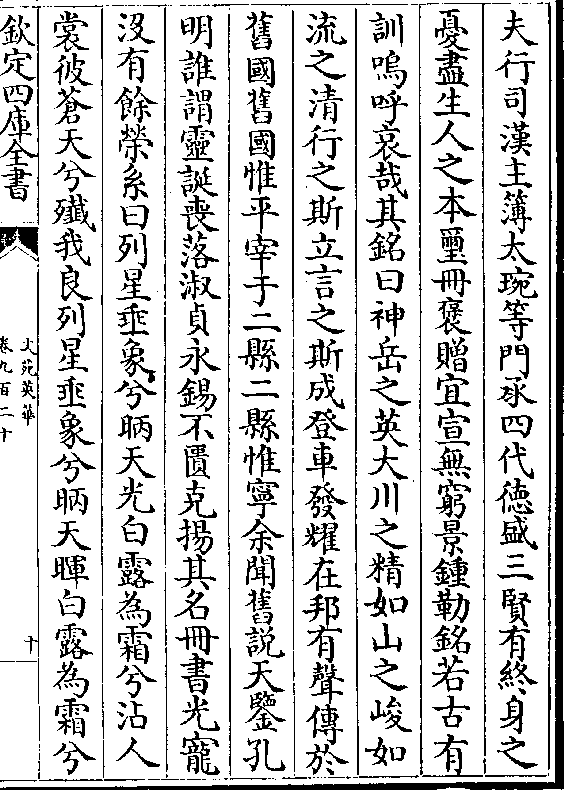 夫行司漢主簿太琬等門承四代徳盛三賢有終身之
憂盡生人之本璽冊褒贈宜宣無窮景鍾勒銘若古有
訓嗚呼哀哉其銘曰神岳之英大川之精如山之峻如
流之清行之斯立言之斯成登車發耀在邦有聲傳於
舊國舊國惟平宰于二縣二縣惟寧余聞舊説天鑒孔
明誰謂靈誕喪落淑貞永錫不匱克揚其名冊書光寵
沒有餘榮系曰列星垂象兮昞天光白露為霜兮沾人
裳彼蒼天兮殲我良列星垂象兮昞天暉白露為霜兮
欽定四庫全書
文苑英華
卷九百二十
十